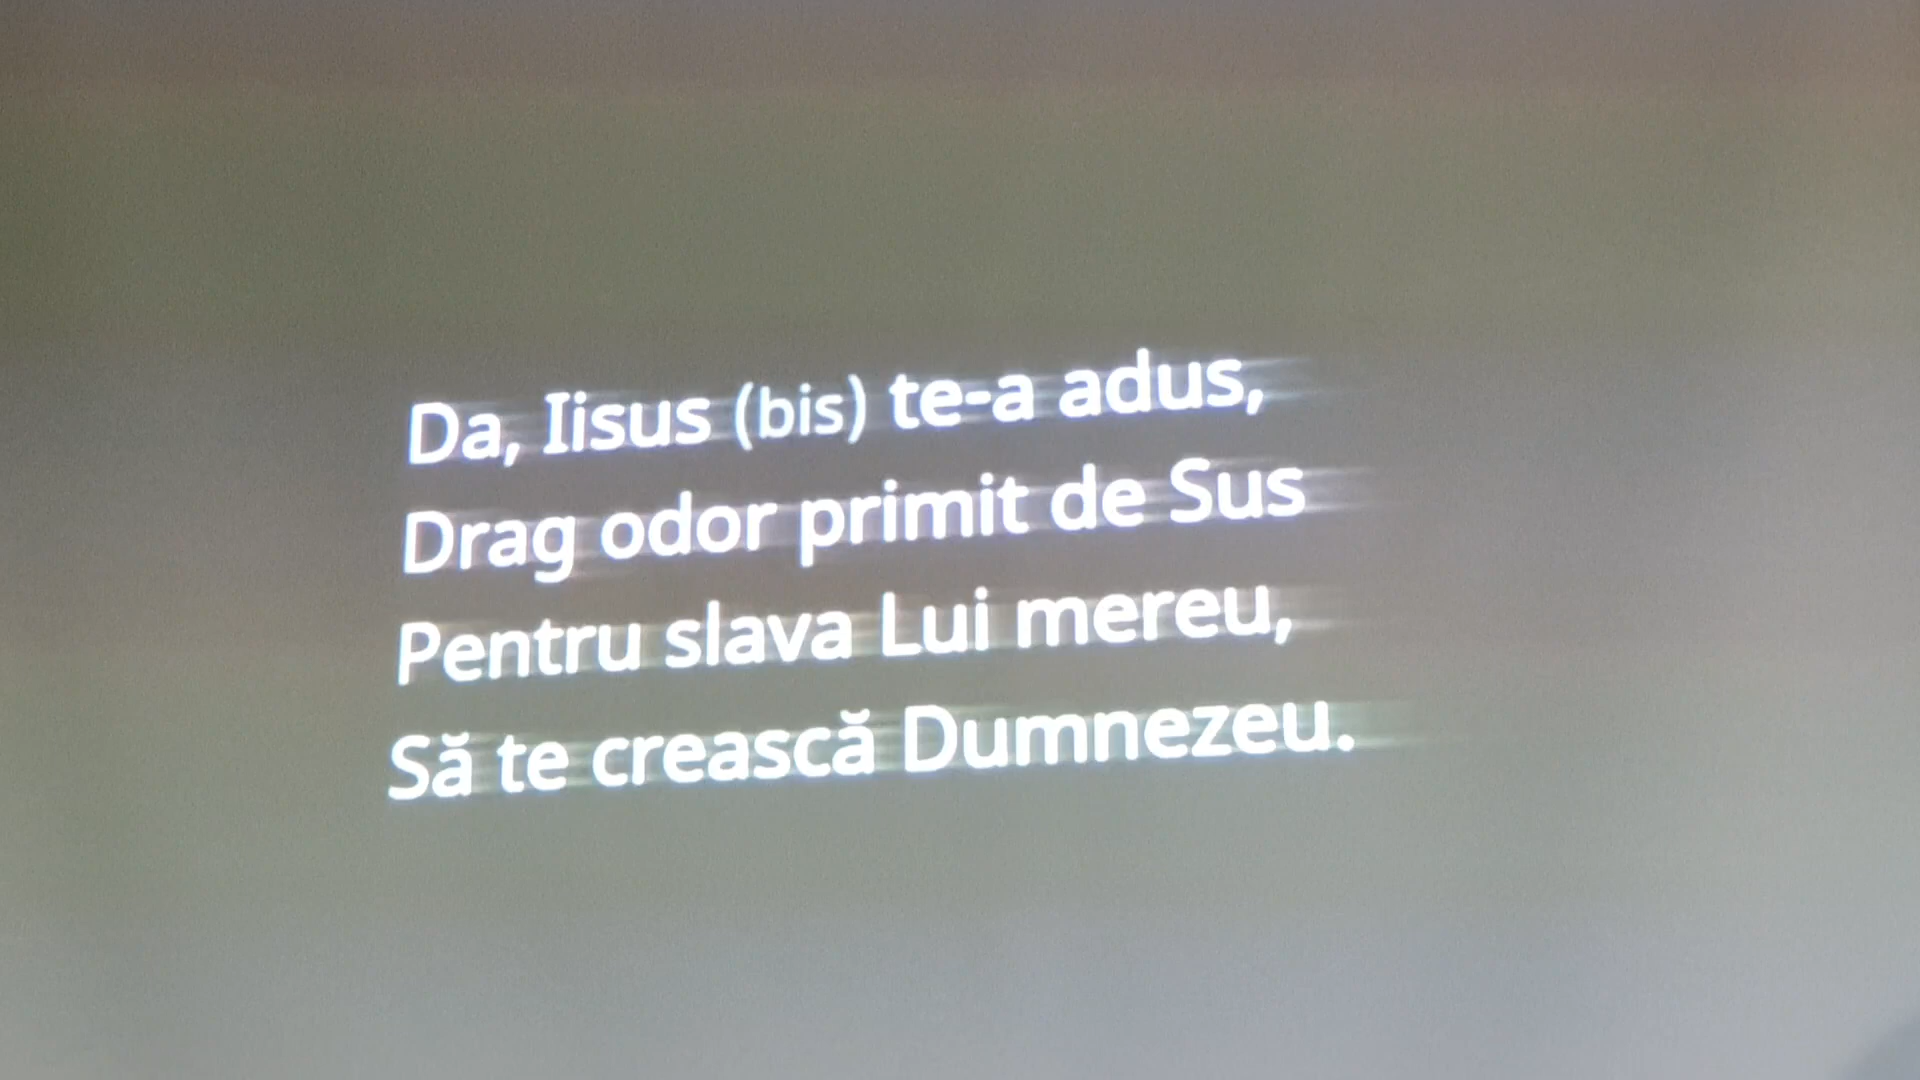 Da, Iisus (bis) te-a adus,
Drag odor primit de Sus
Pentru slava Lui mereu,
Să te crească Dumnezeu.